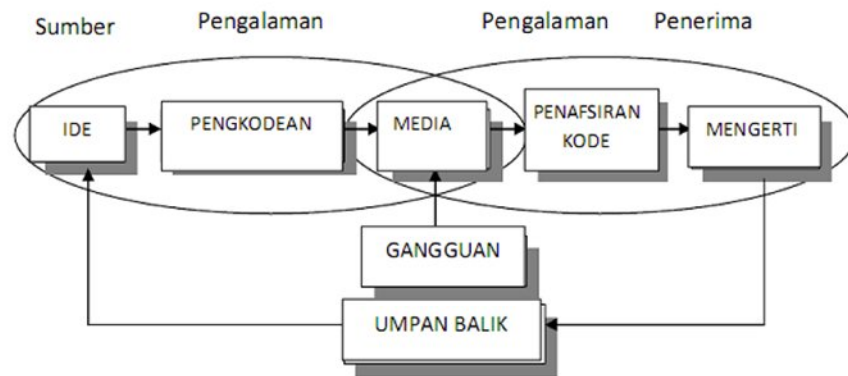 Sumber Pengalaman Pengalaman Penerima
IDE PENGKODEAN MEDIA PENAFSIRAN KODE MENGERTI
GANGGUAN
UMPAN BALIK